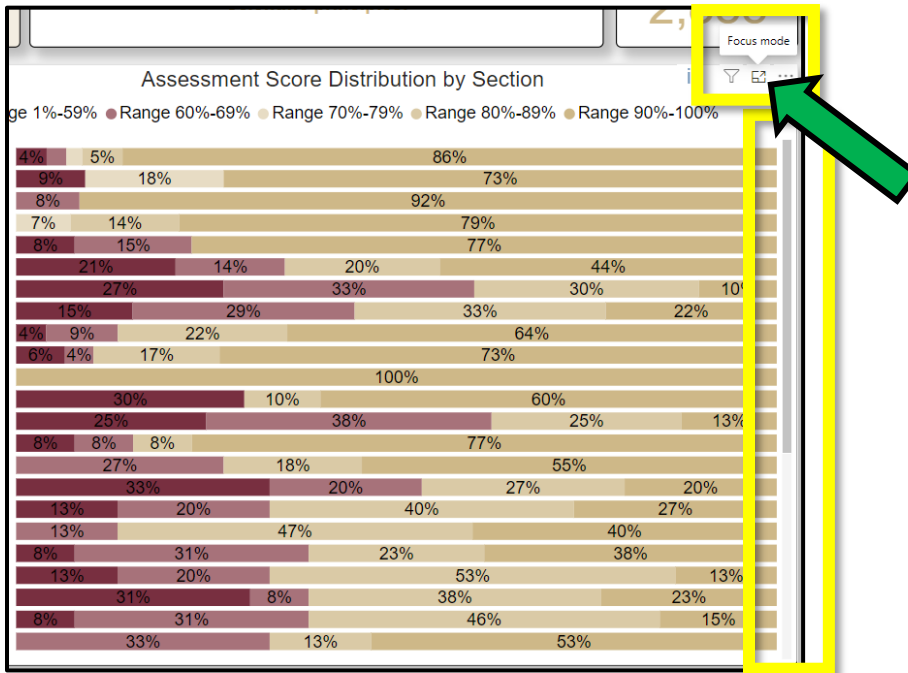 Focus mode
Assessment Score Distribution by Section
ge 1%-59% Range 60%-69% Range 70%-79% Range 80%-89% Range 90%-100%
4% 5% 86%
9% 18% 73%
8% 92%
7% 14% 79%
8% 15% 77%
21% 14% 20% 44%
27% 33% 30% 10
15% 29% 33% 22%
4% 9% 22% 64%
6% 4% 17% 73%
100%
30% 10% 60%
25% 38% 25% 13%
8% 8% 8% 77%
27% 18% 55%
33% 20% 27% 20%
13% 20% 40% 27%
13% 47% 40%
8% 31% 23% 38%
13% 20% 53% 13%
31% 8% 38% 23%
8% 31% 46% 15%
33% 13% 53%